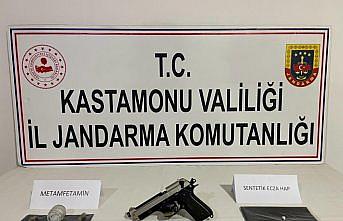 T.C.
KASTAMONU VALİLİĞİ
İL JANDARMA KOMUTANLIĞI
METAMFETAMİN
SENTETİK ECZA HAP